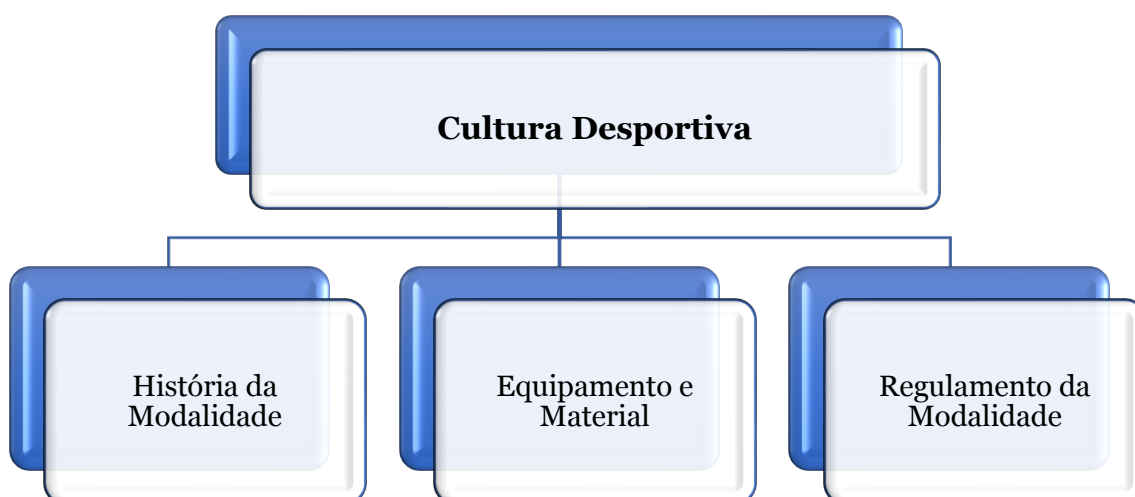 Cultura Desportiva
História da
Modalidade
Equipamento e
Material
Regulamento da
Modalidade